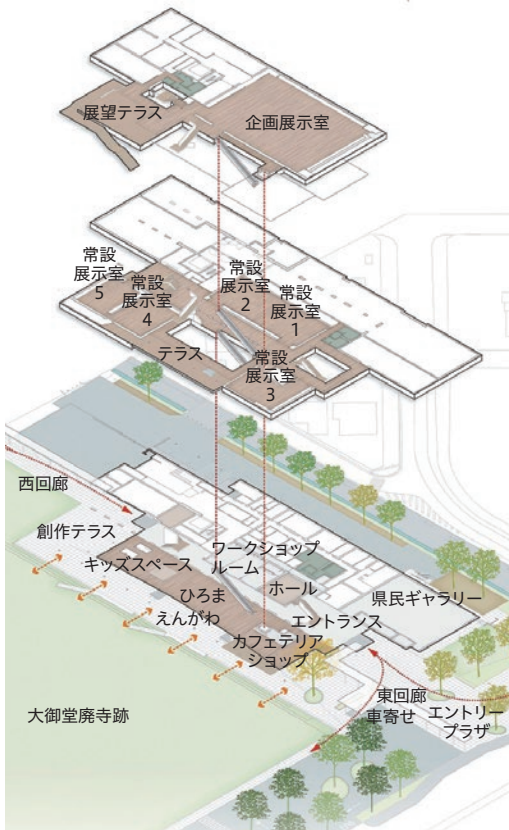 展望テラス
企画展示室
常設
展示室
5
常設
展示室
4
常設
展示室
2
常設
展示室
1
テラス
常設
展示室
3
西回廊
創作テラス
キッズスペース
ワークショップ
ルーム
ひろま
ホール
えんがわ
エントランス
県民ギャラリー
カフェテリア
ショップ
大御堂廃寺跡
東回廊
車寄せ
エントリー
プラザ